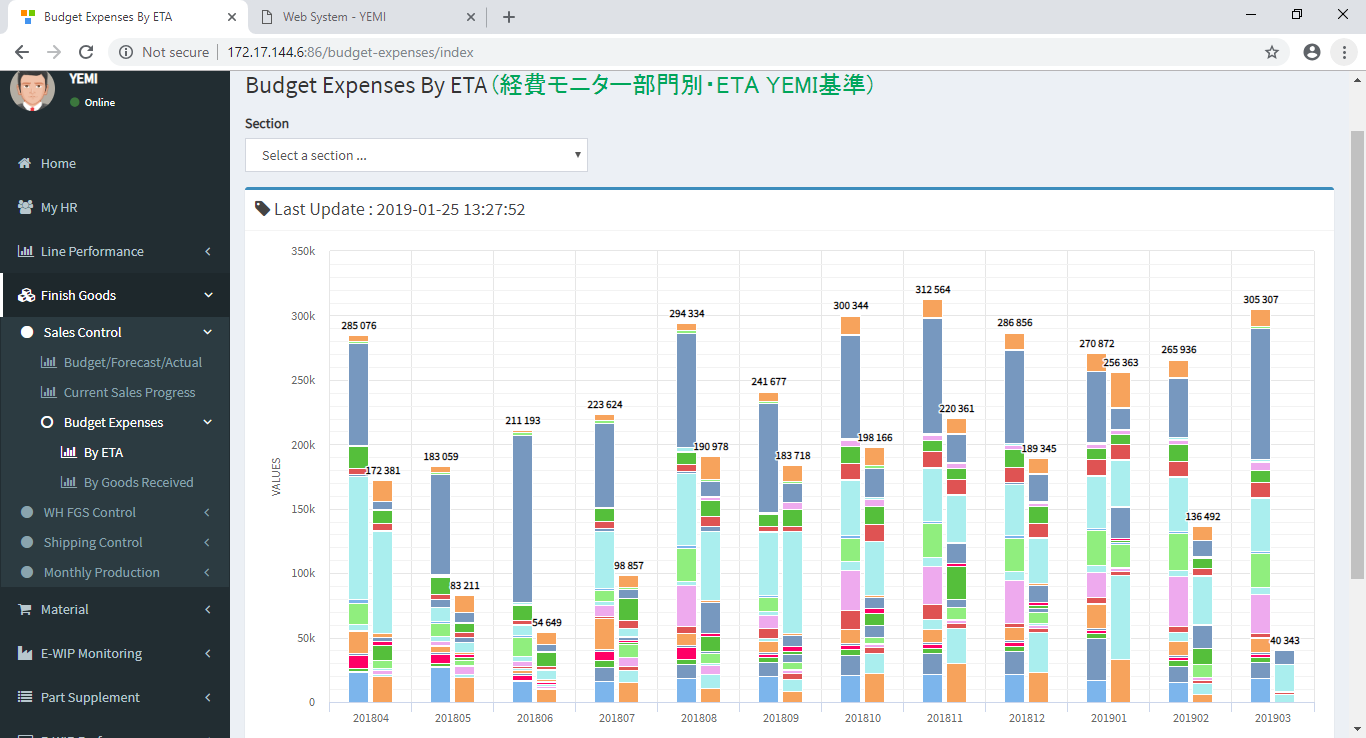 Budget Expenses By ETA
Web System - YEMI
Not secure
172.17.144.6:86/budget-expenses/index
YEMI
Online
Home
My HR
Line Performance
Finish Goods
Sales Control
Budget/Forecast/Actual
Current Sales Progress
Budget Expenses
By ETA
By Goods Received
WH FGS Control
Shipping Control
Monthly Production
Material
E-WIP Monitoring
Part Supplement
Budget Expenses By ETA (経費モニター部門別・ETA YEMI基準)
Section
Select a section ...
Last Update : 2019-01-25 13:27:52
VALUES
350k
300k
250k
200k
150k
100k
50k
0
285 076
172 381
183 059
83 211
211 193
54 649
223 624
98 857
294 334
190 978
241 677
183 718
300 344
198 166
312 564
220 361
286 856
189 345
270 872
256 363
265 936
136 492
305 307
40 343
201804
201805
201806
201807
201808
201809
201810
201811
201812
201901
201902
201903